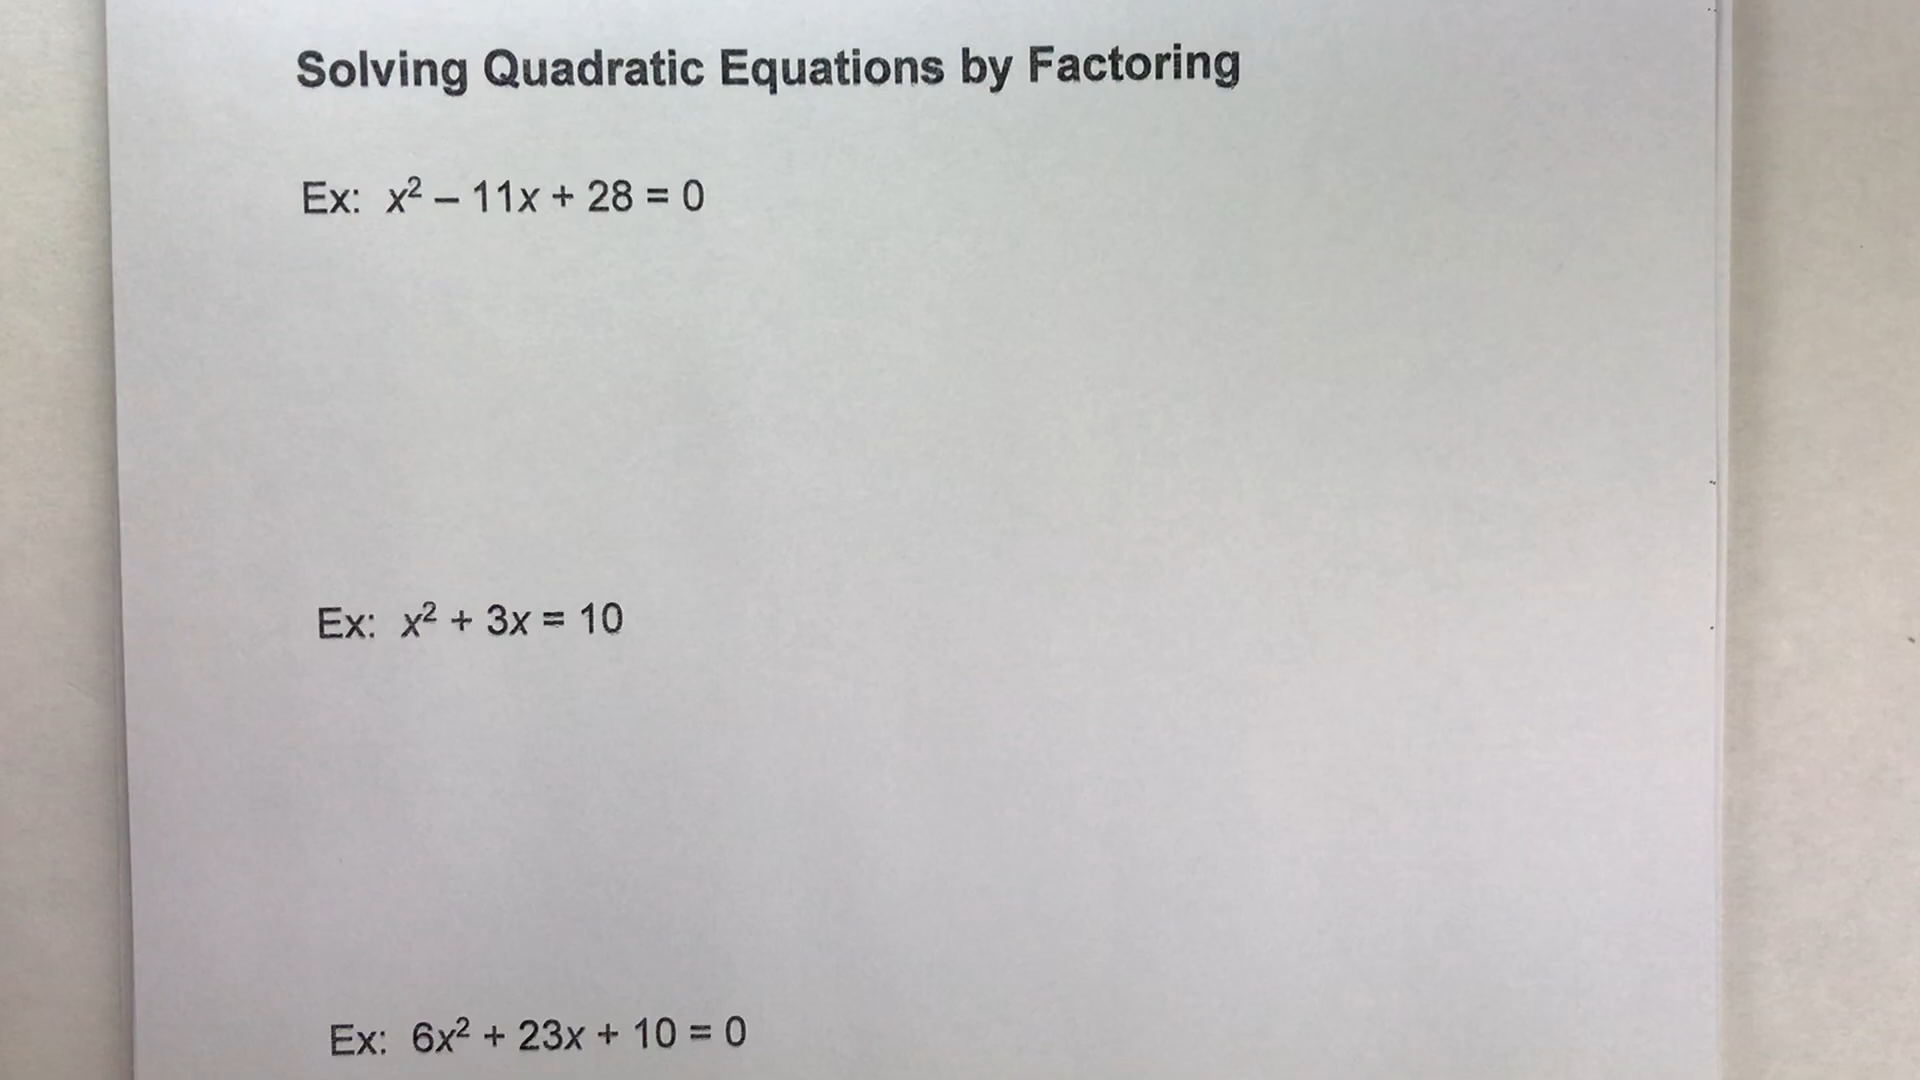 Solving Quadratic Equations by Factoring
Ex: x² – 11x + 28 = 0
Ex: x² + 3x = 10
Ex: 6x² + 23x + 10 = 0